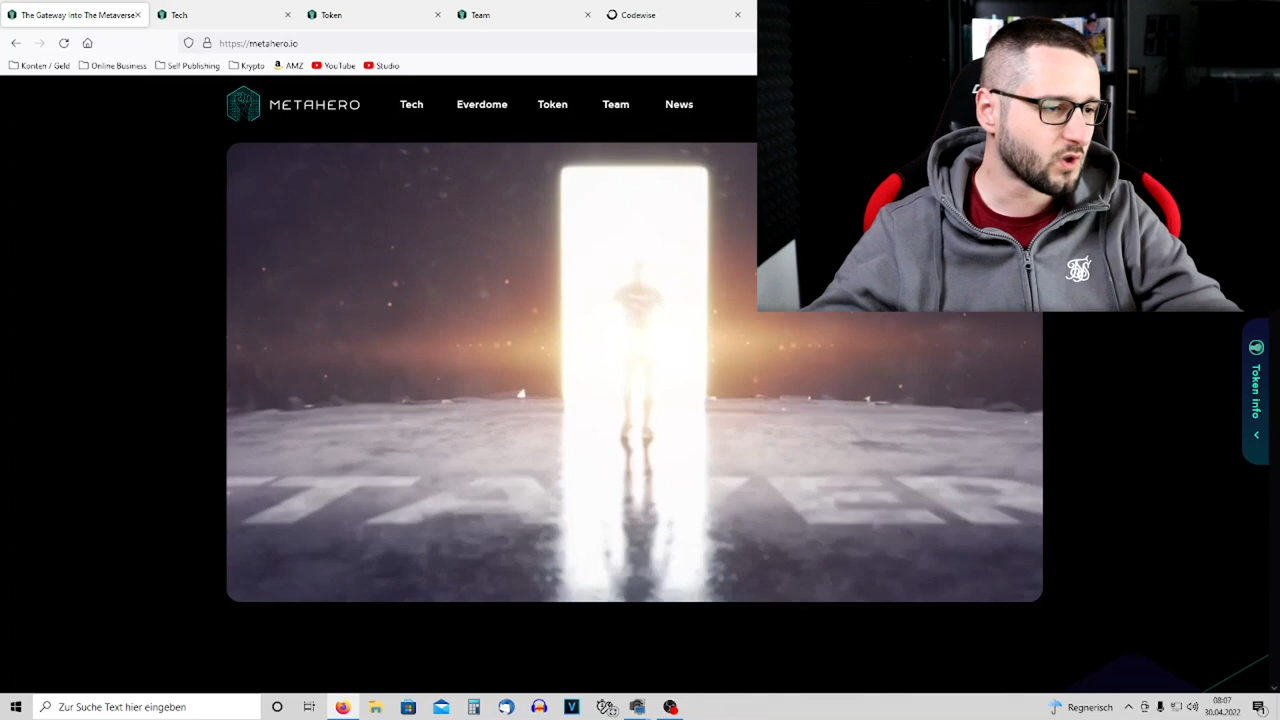 The Gateway Into The Metaverse
Tech
Token
Team
Codewise
https://metahero.io
Konten / Geld
Online Business
Self Publishing
Krypto
AMZ
YouTube
Studio
METAHERO
Tech
Everdome
Token
Team
News
Token info
Zur Suche Text hier eingeben
Regnerisch
08:07
30.04.2022